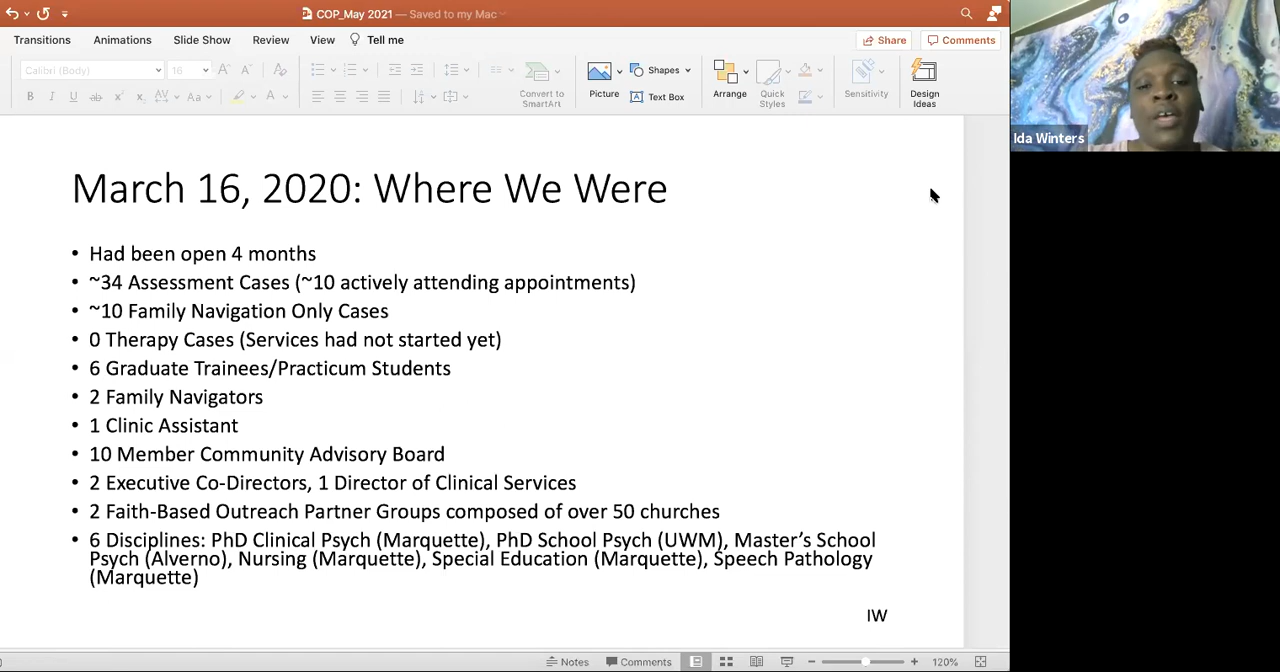 COP_May 2021 — Saved to my Mac
Transitions Animations Slide Show Review View Tell me Share Comments
Calibri (Body) 16 Convert to SmartArt Picture Shapes Text Box Arrange Quick Styles Sensitivity Design Ideas
Ida Winters
March 16, 2020: Where We Were
• Had been open 4 months
• ~34 Assessment Cases (~10 actively attending appointments)
• ~10 Family Navigation Only Cases
• 0 Therapy Cases (Services had not started yet)
• 6 Graduate Trainees/Practicum Students
• 2 Family Navigators
• 1 Clinic Assistant
• 10 Member Community Advisory Board
• 2 Executive Co-Directors, 1 Director of Clinical Services
• 2 Faith-Based Outreach Partner Groups composed of over 50 churches
• 6 Disciplines: PhD Clinical Psych (Marquette), PhD School Psych (UWM), Master’s School
Psych (Alverno), Nursing (Marquette), Special Education (Marquette), Speech Pathology
(Marquette)
IW
Notes Comments 120%